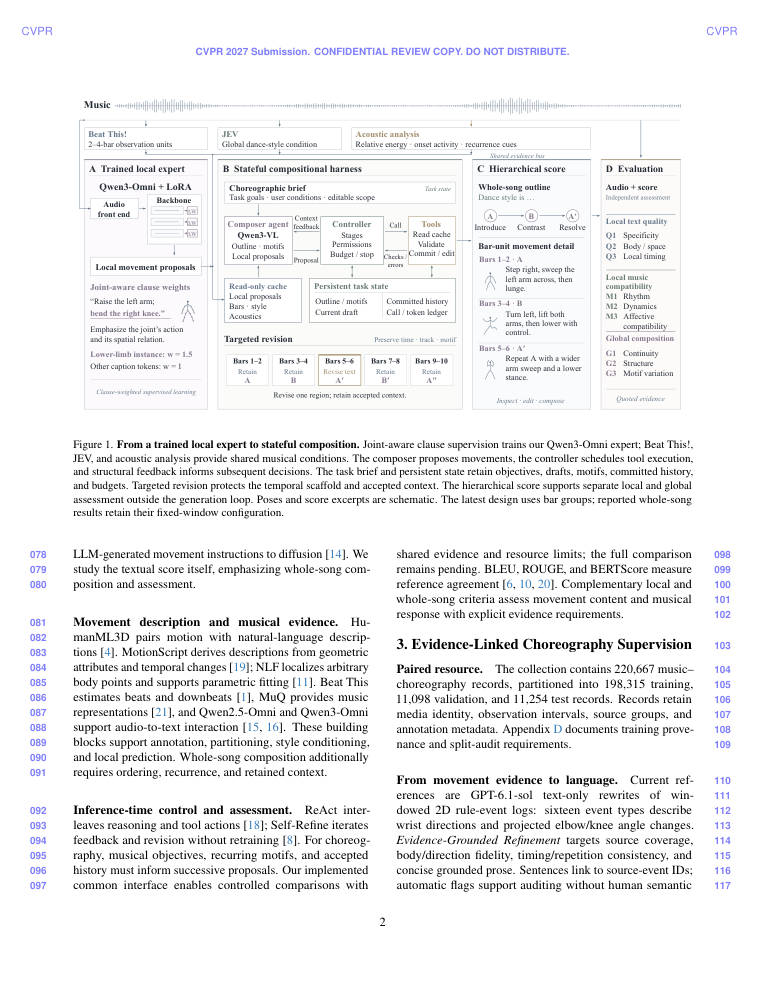 CVPR
CVPR
CVPR 2027 Submission. CONFIDENTIAL REVIEW COPY. DO NOT DISTRIBUTE.
Music
Beat This!
2–4-bar observation units
JEV
Global dance-style condition
Acoustic analysis
Relative energy · onset activity · recurrence cues
Shared evidence bus
A Trained local expert
Qwen3-Omni + LoRA
Audio
front end
Backbone
Local movement proposals
Joint-aware clause weights
“Raise the left arm;
bend the right knee.”
Emphasize the joint’s action
and its spatial relation.
Lower-limb instance: w = 1.5
Other caption tokens: w = 1
Clause-weighted supervised learning
B Stateful compositional harness
Choreographic brief
Task state
Task goals · user conditions · editable scope
Composer agent
Qwen3-VL
Outline · motifs
Local proposals
Context
feedback
Proposal
Controller
Stages
Permissions
Budget / stop
Call
Checks /
errors
Tools
Read cache
Validate
Commit / edit
Read-only cache
Local proposals
Bars · style
Acoustics
Persistent task state
Outline / motifs
Current draft
Committed history
Call / token ledger
Targeted revision
Preserve time · track · motif
Bars 1–2
Retain
A
Bars 3–4
Retain
B
Bars 5–6
Revise text
A′
Bars 7–8
Retain
B′
Bars 9–10
Retain
A″
Revise one region; retain accepted context.
C Hierarchical score
Whole-song outline
Dance style is …
A
B
A′
Introduce
Contrast
Resolve
Bar-unit movement detail
Bars 1–2 · A
Step right, sweep the
left arm across, then
lunge.
Bars 3–4 · B
Turn left, lift both
arms, then lower with
control.
Bars 5–6 · A′
Repeat A with a wider
arm sweep and a lower
stance.
Inspect · edit · compose
D Evaluation
Audio + score
Independent assessment
Local text quality
Q1 Specificity
Q2 Body / space
Q3 Local timing
Local music
compatibility
M1 Rhythm
M2 Dynamics
M3 Affective
compatibility
Global composition
G1 Continuity
G2 Structure
G3 Motif variation
Quoted evidence
Figure 1. From a trained local expert to stateful composition. Joint-aware clause supervision trains our Qwen3-Omni expert; Beat This!,
JEV, and acoustic analysis provide shared musical conditions. The composer proposes movements, the controller schedules tool execution,
and structural feedback informs subsequent decisions. The task brief and persistent state retain objectives, drafts, motifs, committed history,
and budgets. Targeted revision protects the temporal scaffold and accepted context. The hierarchical score supports separate local and global
assessment outside the generation loop. Poses and score excerpts are schematic. The latest design uses bar groups; reported whole-song
results retain their fixed-window configuration.
078 LLM-generated movement instructions to diffusion [14]. We
079 study the textual score itself, emphasizing whole-song com-
080 position and assessment.
081 Movement description and musical evidence. Hu-
082 manML3D pairs motion with natural-language descrip-
083 tions [4]. MotionScript derives descriptions from geometric
084 attributes and temporal changes [19]; NLF localizes arbitrary
085 body points and supports parametric fitting [11]. Beat This
086 estimates beats and downbeats [1], MuQ provides music
087 representations [21], and Qwen2.5-Omni and Qwen3-Omni
088 support audio-to-text interaction [15, 16]. These building
089 blocks support annotation, partitioning, style conditioning,
090 and local prediction. Whole-song composition additionally
091 requires ordering, recurrence, and retained context.
092 Inference-time control and assessment. ReAct inter-
093 leaves reasoning and tool actions [18]; Self-Refine iterates
094 feedback and revision without retraining [8]. For choreog-
095 raphy, musical objectives, recurring motifs, and accepted
096 history must inform successive proposals. Our implemented
097 common interface enables controlled comparisons with
shared evidence and resource limits; the full comparison 098
remains pending. BLEU, ROUGE, and BERTScore measure 099
reference agreement [6, 10, 20]. Complementary local and 100
whole-song criteria assess movement content and musical 101
response with explicit evidence requirements. 102
3. Evidence-Linked Choreography Supervision 103
Paired resource. The collection contains 220,667 music– 104
choreography records, partitioned into 198,315 training, 105
11,098 validation, and 11,254 test records. Records retain 106
media identity, observation intervals, source groups, and 107
annotation metadata. Appendix D documents training prove- 108
nance and split-audit requirements. 109
From movement evidence to language. Current ref- 110
erences are GPT-6.1-sol text-only rewrites of win- 111
dowed 2D rule-event logs: sixteen event types describe 112
wrist directions and projected elbow/knee angle changes. 113
Evidence-Grounded Refinement targets source coverage, 114
body/direction fidelity, timing/repetition consistency, and 115
concise grounded prose. Sentences link to source-event IDs; 116
automatic flags support auditing without human semantic 117
2